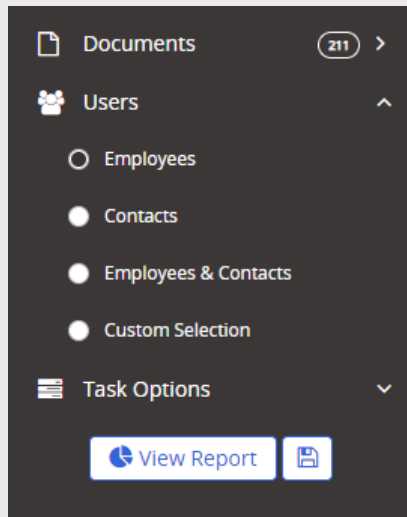 Documents 211
Users
Employees
Contacts
Employees & Contacts
Custom Selection
Task Options
View Report